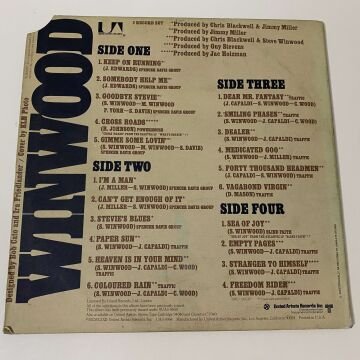 WINWOOD
Designed by Bob Cato and Ira Friedlander / Cover by ALR Photo
2 RECORD SET
*Produced by Chris Blackwell & Jimmy Miller
**Produced by Jimmy Miller
***Produced by Chris Blackwell & Steve Winwood
****Produced by Guy Stevens
*****Produced by Jac Holzman
SIDE ONE
1. KEEP ON RUNNING*
(J. EDWARDS) SPENCER DAVIS GROUP
2. SOMEBODY HELP ME*
(J. EDWARDS) SPENCER DAVIS GROUP
3. GOODBYE STEVIE*
(S. WINWOOD—M. WINWOOD
P. YORK—S. DAVIS) SPENCER DAVIS GROUP
4. CROSS ROADS*****
(R. JOHNSON) POWERHOUSE
5. GIMME SOME LOVIN'
(S. WINWOOD—M. WINWOOD—S. DAVIS)
SPENCER DAVIS GROUP
SIDE TWO
1. I'M A MAN**
(J. MILLER—S. WINWOOD) SPENCER DAVIS GROUP
2. CAN'T GET ENOUGH OF IT**
(J. MILLER—S. WINWOOD) SPENCER DAVIS GROUP
3. STEVIE'S BLUES*
(S. WINWOOD) SPENCER DAVIS GROUP
4. PAPER SUN**
(S. WINWOOD—J. CAPALDI) TRAFFIC
5. HEAVEN IS IN YOUR MIND
(S. WINWOOD—J. CAPALDI—C. WOOD)
TRAFFIC
6. COLOURED RAIN**
(S. WINWOOD—J. CAPALDI—C. WOOD) TRAFFIC
SIDE THREE
1. DEAR MR. FANTASY**
(J. CAPALDI—S. WINWOOD—C. WOOD)
TRAFFIC
2. SMILING PHASES**
(S. WINWOOD—J. CAPALDI—C. WOOD)
TRAFFIC
3. DEALER**
(J. CAPALDI) TRAFFIC
4. MEDICATED GOO**
(S. WINWOOD—J. MILLER) TRAFFIC
5. FORTY THOUSAND HEADMEN**
(S. WINWOOD—J. CAPALDI) TRAFFIC
6. VAGABOND VIRGIN**
(D. MASON) TRAFFIC
SIDE FOUR
1. SEA OF JOY**
(S. WINWOOD) BLIND FAITH
2. EMPTY PAGES
(S. WINWOOD—J. CAPALDI) TRAFFIC
3. STRANGER TO HIMSELF
(S. WINWOOD—J. CAPALDI) TRAFFIC
4. FREEDOM RIDER
(S. WINWOOD—J. CAPALDI) TRAFFIC
United Artists Records Inc.